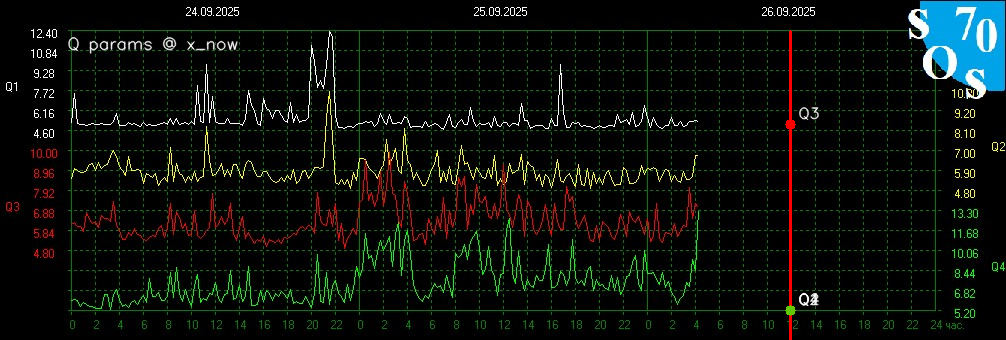 24.09.2025 25.09.2025 26.09.2025
Q params @ x_now
Q1
12.40
10.84
9.28
7.72
6.16
4.60
Q3
10.00
8.96
7.92
6.88
5.84
4.80
Q3
SOS 70
9.20
8.10
7.00
5.90
4.80
Q2
13.30
11.68
10.06
8.44
6.82
5.20
Q4
0 2 4 6 8 10 12 14 16 18 20 22 0 2 4 6 8 10 12 14 16 18 20 22 0 2 4 6 8 10 12 14 16 18 20 22 24 час.